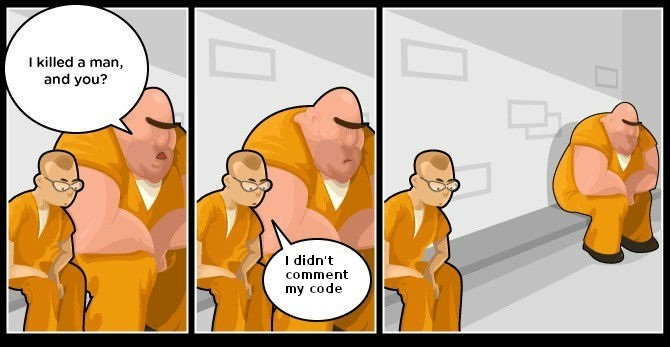 I killed a man,
and you?
I didn't
comment
my code